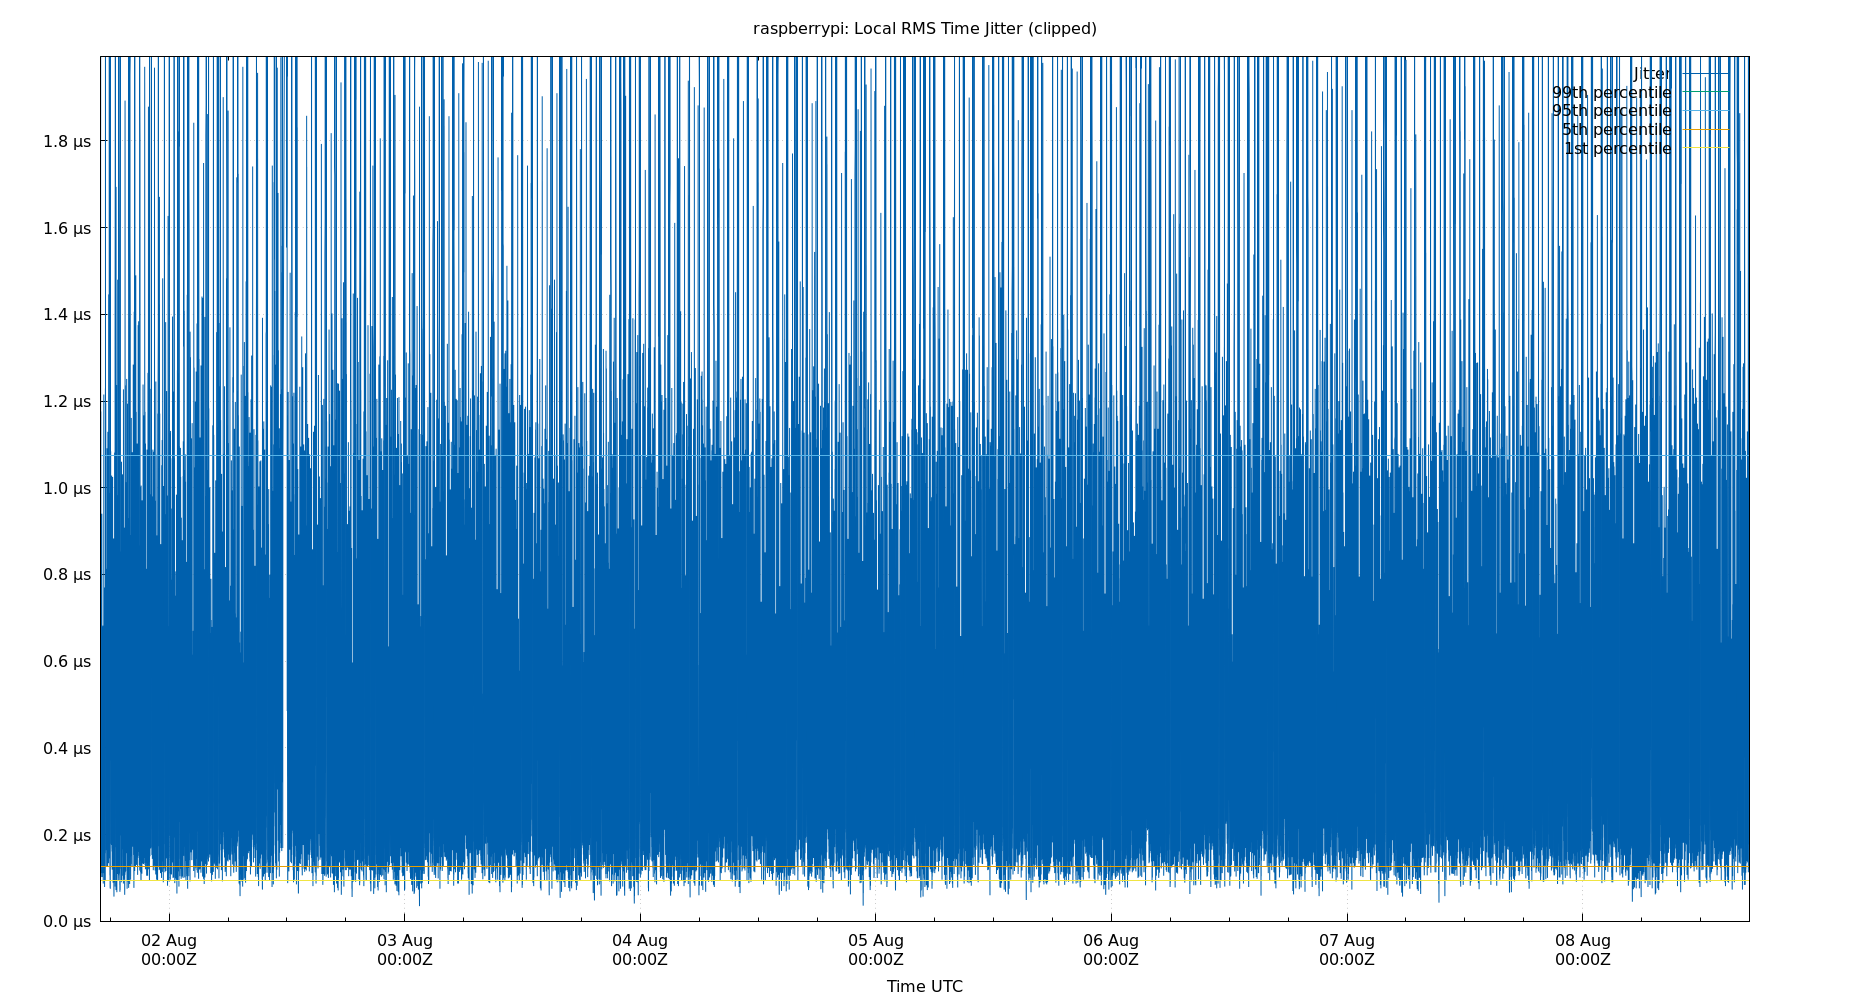 raspberrypi: Local RMS Time Jitter (clipped)
Jitter
99th percentile
95th percentile
5th percentile
1st percentile
1.8 μs
1.6 μs
1.4 μs
1.2 μs
1.0 μs
0.8 μs
0.6 μs
0.4 μs
0.2 μs
0.0 μs
02 Aug 03 Aug 04 Aug 05 Aug 06 Aug 07 Aug 08 Aug
00:00Z 00:00Z 00:00Z 00:00Z 00:00Z 00:00Z 00:00Z
Time UTC